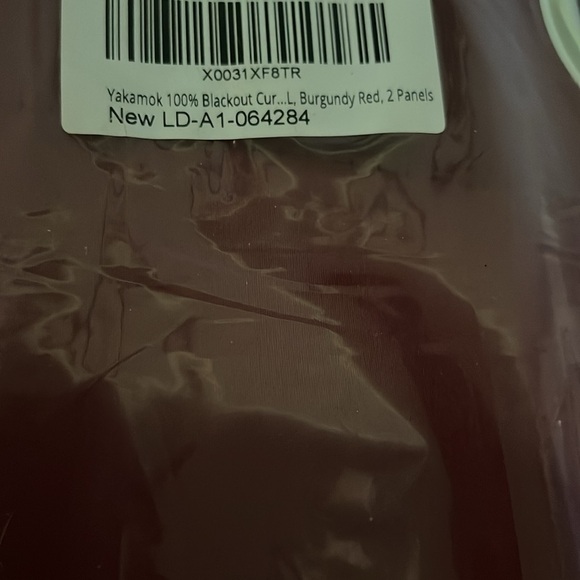 X0031XF8TR
Yakamok 100% Blackout Cur...L, Burgundy Red, 2 Panels
New LD-A1-064284